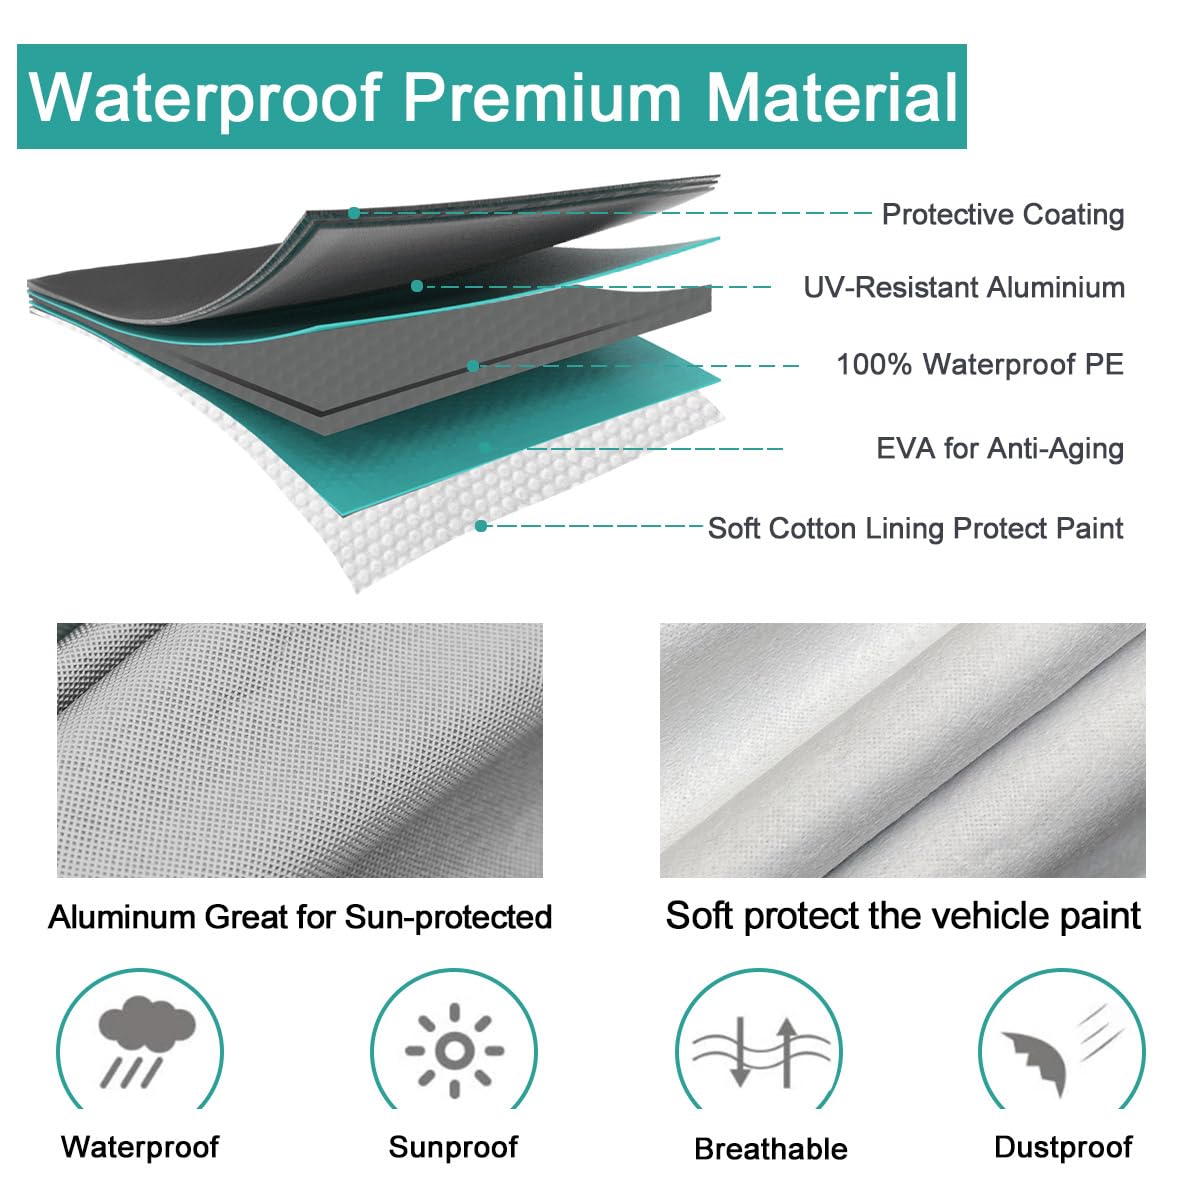 Waterproof Premium Material
Protective Coating
UV-Resistant Aluminium
100% Waterproof PE
EVA for Anti-Aging
Soft Cotton Lining Protect Paint
Aluminum Great for Sun-protected
Soft protect the vehicle paint
Waterproof
Sunproof
Breathable
Dustproof